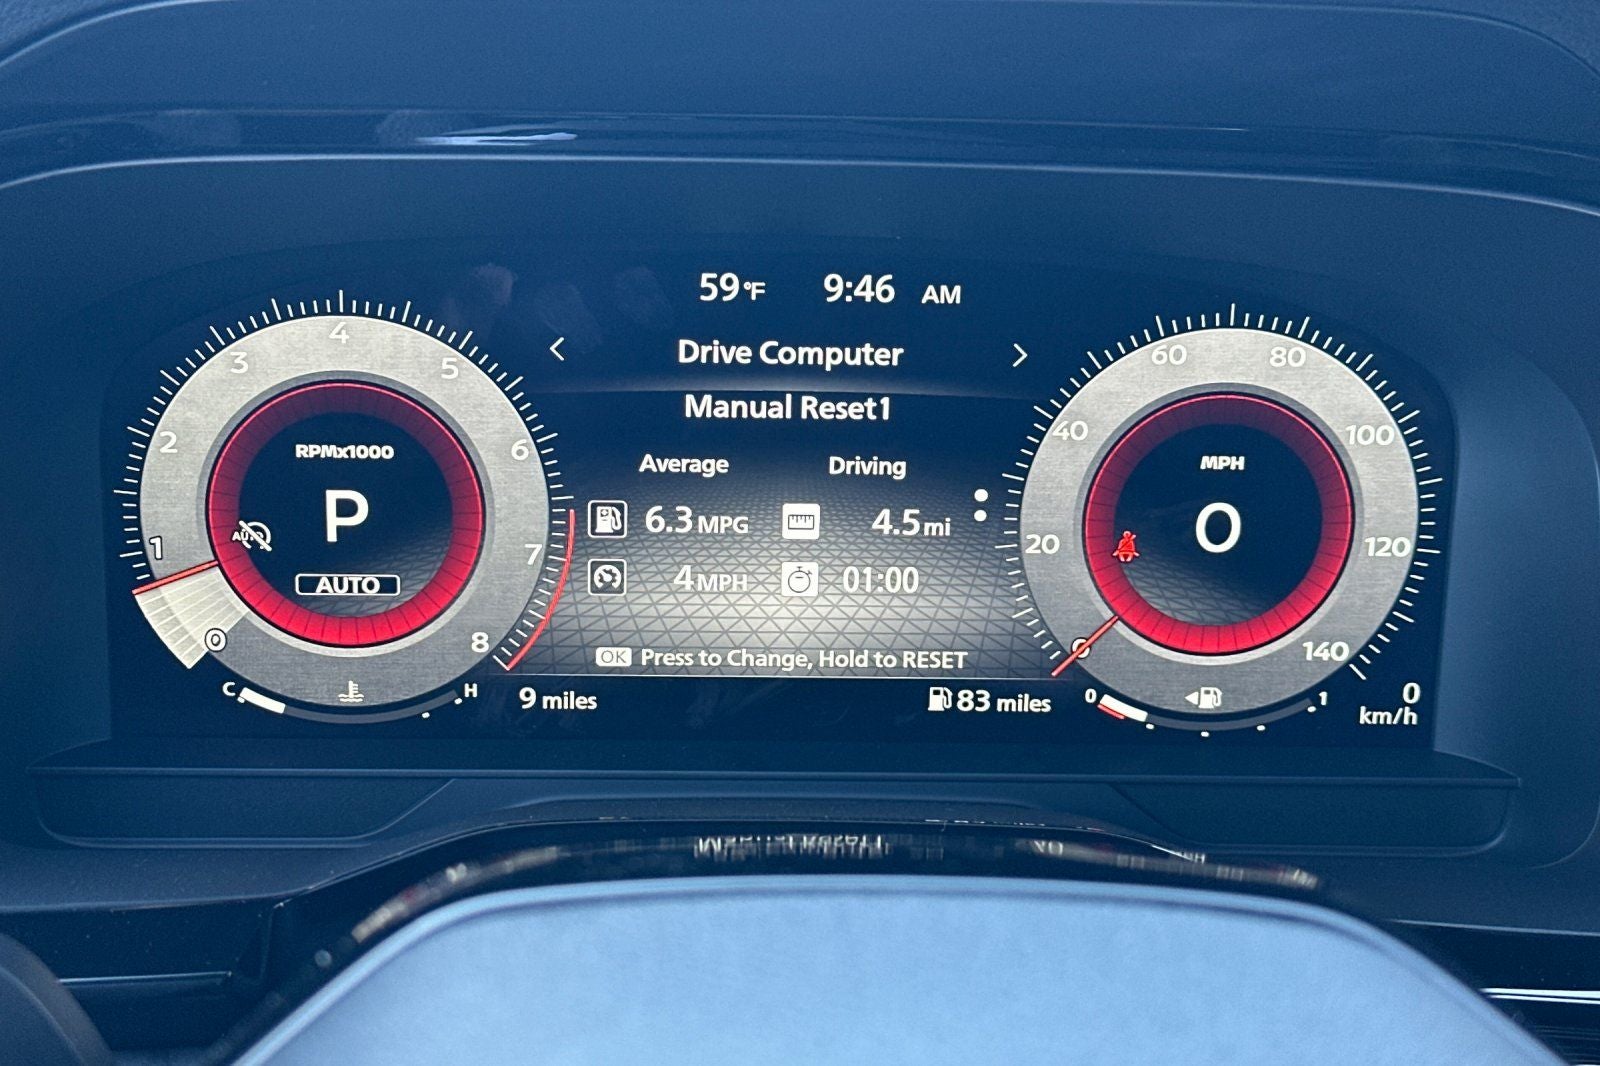 59°F 9:46 AM
Drive Computer
Manual Reset1
Average Driving
6.3 MPG 4.5 mi
4 MPH 01:00
OK Press to Change, Hold to RESET
9 miles 83 miles
0 1 2 3 4 5 6 7 8
RPMx1000
P
AUTO
AUTO
C H
0 20 40 60 80 100 120 140
MPH
0
0 1
0
km/h